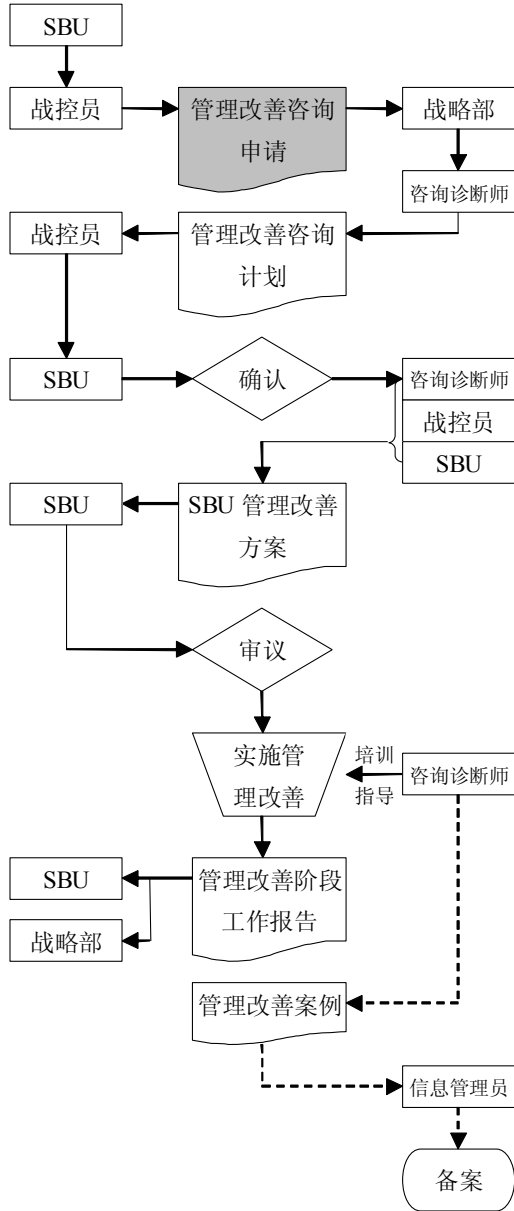 SBU
战控员
管理改善咨询
申请
战略部
咨询诊断师
战控员
管理改善咨询
计划
SBU
确认
咨询诊断师
战控员
SBU
SBU
SBU 管理改善
方案
审议
实施管
理改善
培训
指导
咨询诊断师
SBU
战略部
管理改善阶段
工作报告
管理改善案例
信息管理员
备案